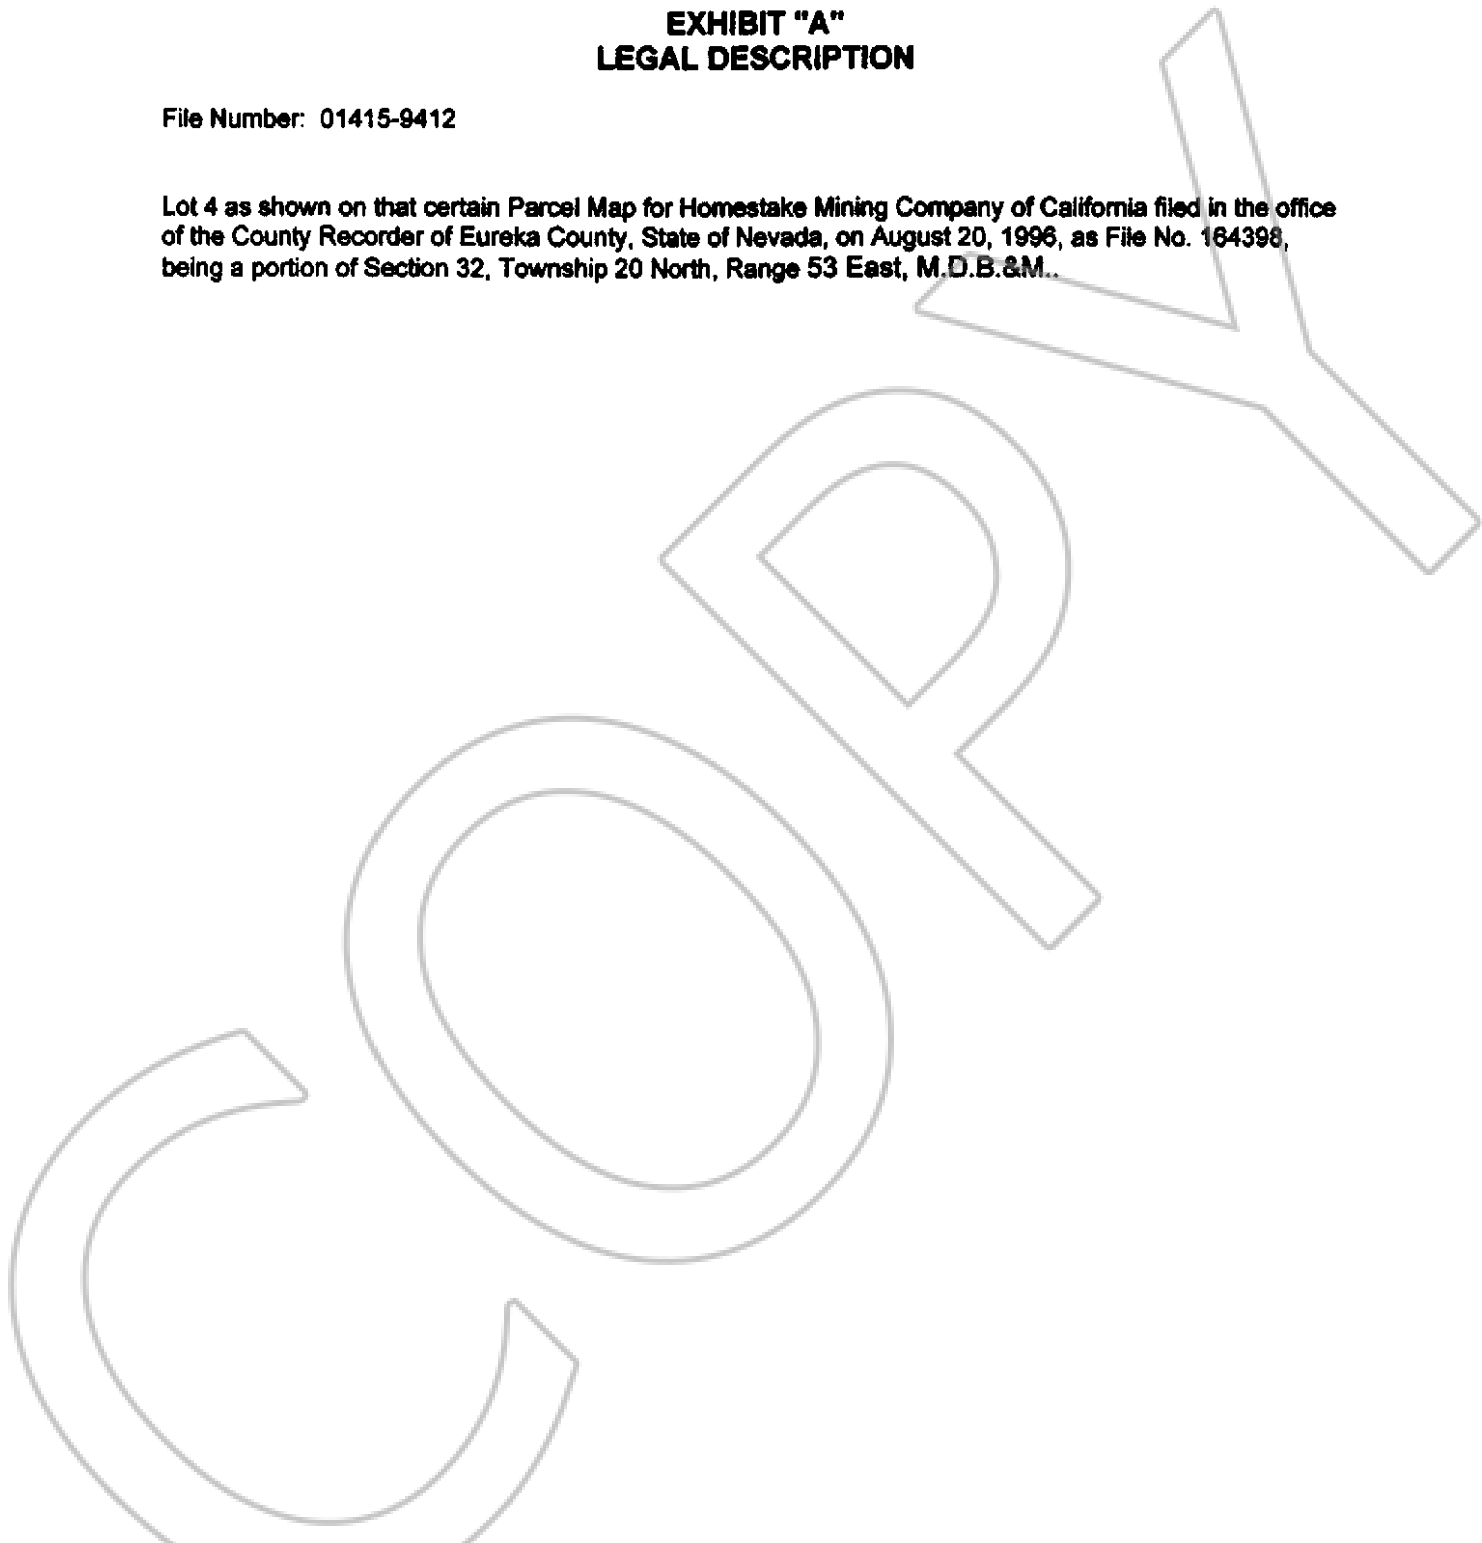 EXHIBIT "A"
LEGAL DESCRIPTION
File Number: 01415-9412
Lot 4 as shown on that certain Parcel Map for Homestake Mining Company of California filed in the office
of the County Recorder of Eureka County, State of Nevada, on August 20, 1996, as File No. 164398,
being a portion of Section 32, Township 20 North, Range 53 East, M.D.B.&M..
COPY